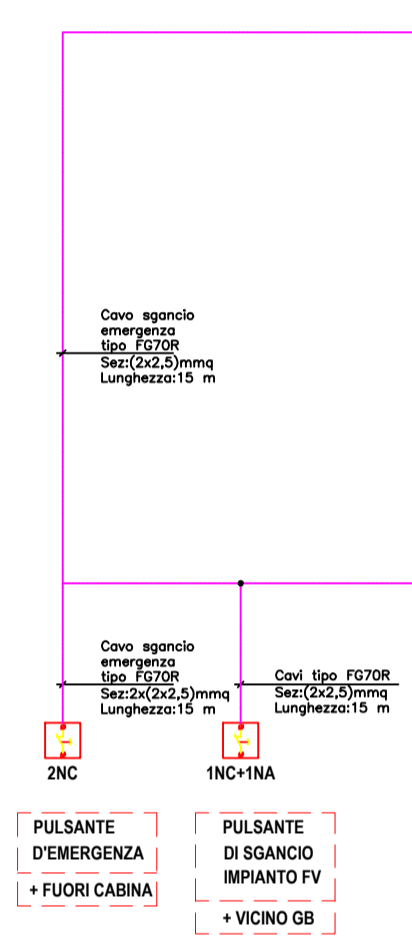 Cavo sgancio
emergenza
tipo FG7OR
Sez:(2x2,5)mmq
Lunghezza:15 m
Cavo sgancio
emergenza
tipo FG7OR
Sez:2x(2x2,5)mmq
Lunghezza:15 m
Cavi tipo FG7OR
Sez:(2x2,5)mmq
Lunghezza:15 m
2NC
1NC+1NA
PULSANTE
D'EMERGENZA
+ FUORI CABINA
PULSANTE
DI SGANCIO
IMPIANTO FV
+ VICINO GB